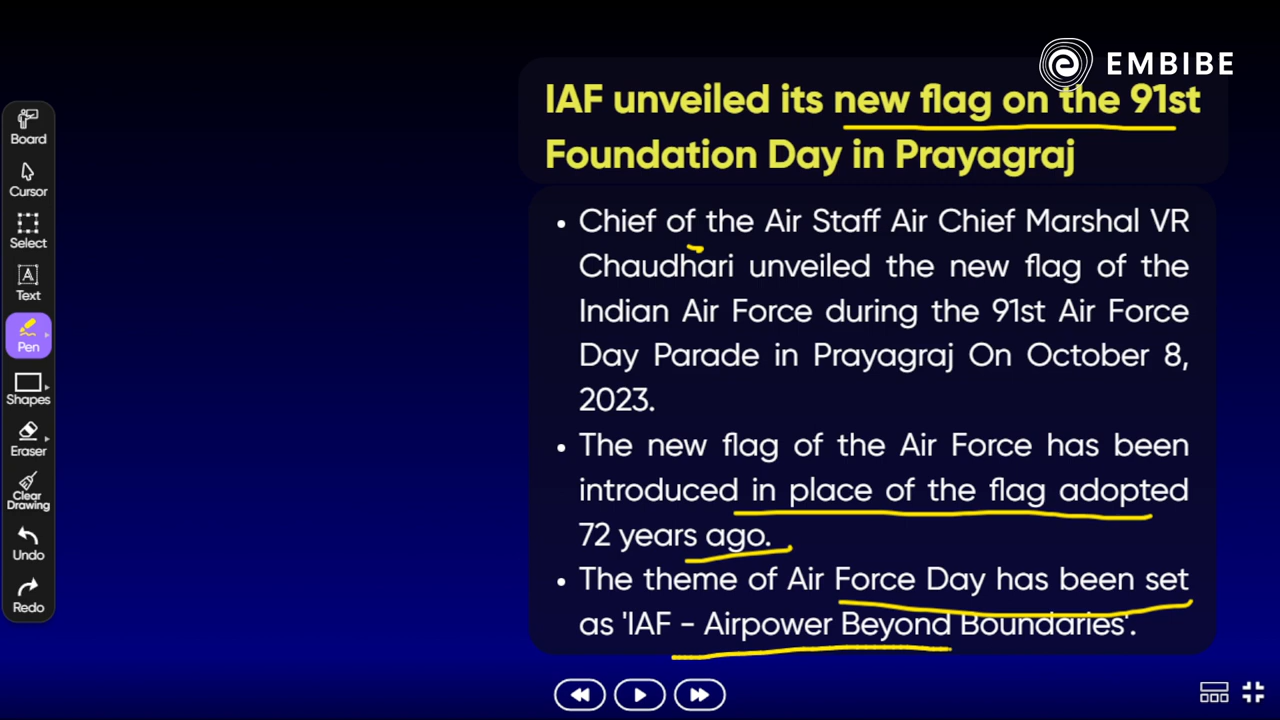 EMBIBE
IAF unveiled its new flag on the 91st
Foundation Day in Prayagraj
• Chief of the Air Staff Air Chief Marshal VR
Chaudhari unveiled the new flag of the
Indian Air Force during the 91st Air Force
Day Parade in Prayagraj On October 8,
2023.
• The new flag of the Air Force has been
introduced in place of the flag adopted
72 years ago.
• The theme of Air Force Day has been set
as 'IAF - Airpower Beyond Boundaries'.
Board
Cursor
Select
A
Text
Pen
Shapes
Eraser
Clear
Drawing
Undo
Redo